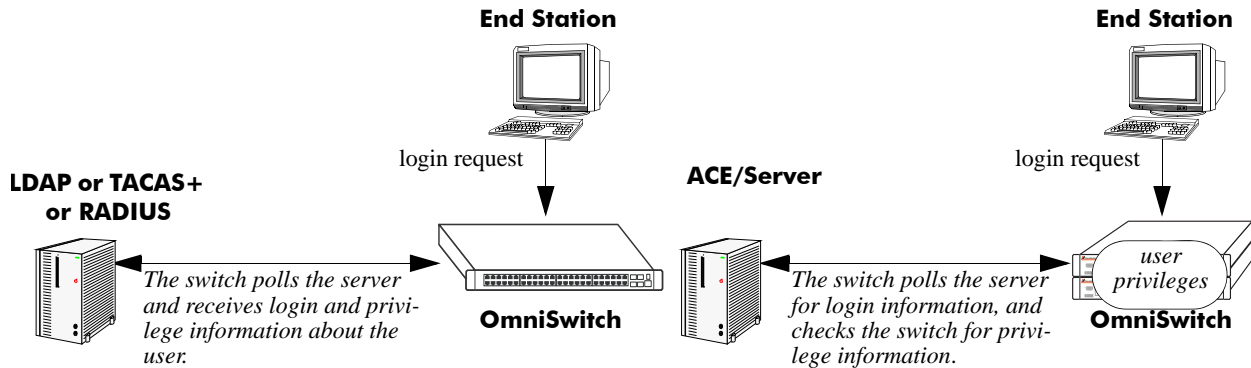 End Station
login request
LDAP or TACAS+
or RADIUS
The switch polls the server
and receives login and privi-
lege information about the
user.
OmniSwitch
End Station
login request
ACE/Server
The switch polls the server
for login information, and
checks the switch for privi-
lege information.
user
privileges
OmniSwitch